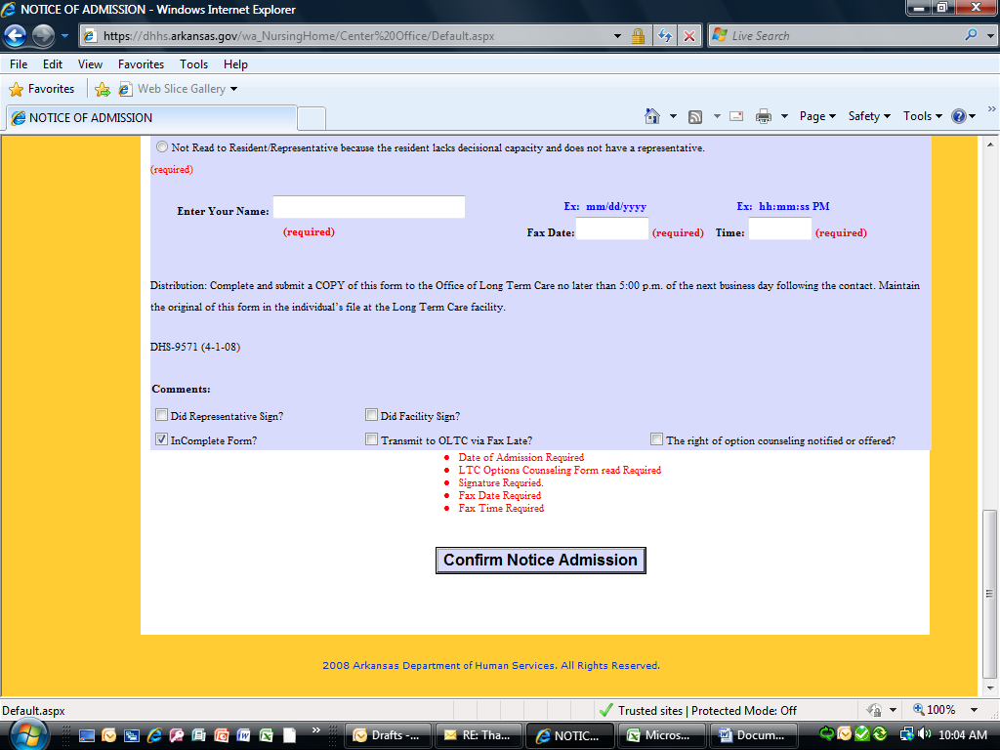 NOTICE OF ADMISSION - Windows Internet Explorer
https://dhhs.arkansas.gov/wa_NursingHome/Center%20Office/Default.aspx
Live Search
File Edit View Favorites Tools Help
Favorites Web Slice Gallery
NOTICE OF ADMISSION Page Safety Tools »
Not Read to Resident/Representative because the resident lacks decisional capacity and does not have a representative.
(required)
Ex: mm/dd/yyyy Ex: hh:mm:ss PM
Enter Your Name:
(required) Fax Date: (required) Time: (required)
Distribution: Complete and submit a COPY of this form to the Office of Long Term Care no later than 5:00 p.m. of the next business day following the contact. Maintain
the original of this form in the individual's file at the Long Term Care facility.
DHS-9571 (4-1-08)
Comments:
Did Representative Sign? Did Facility Sign?
InComplete Form? Transmit to OLTC via Fax Late? The right of option counseling notified or offered?
• Date of Admission Required
• LTC Options Counseling Form read Required
• Signature Requried.
• Fax Date Required
• Fax Time Required
Confirm Notice Admission
2008 Arkansas Department of Human Services. All Rights Reserved.
Default.aspx Trusted sites | Protected Mode: Off 100%
» Drafts -... RE: Tha... NOTIC... Micros... Docum... 10:04 AM